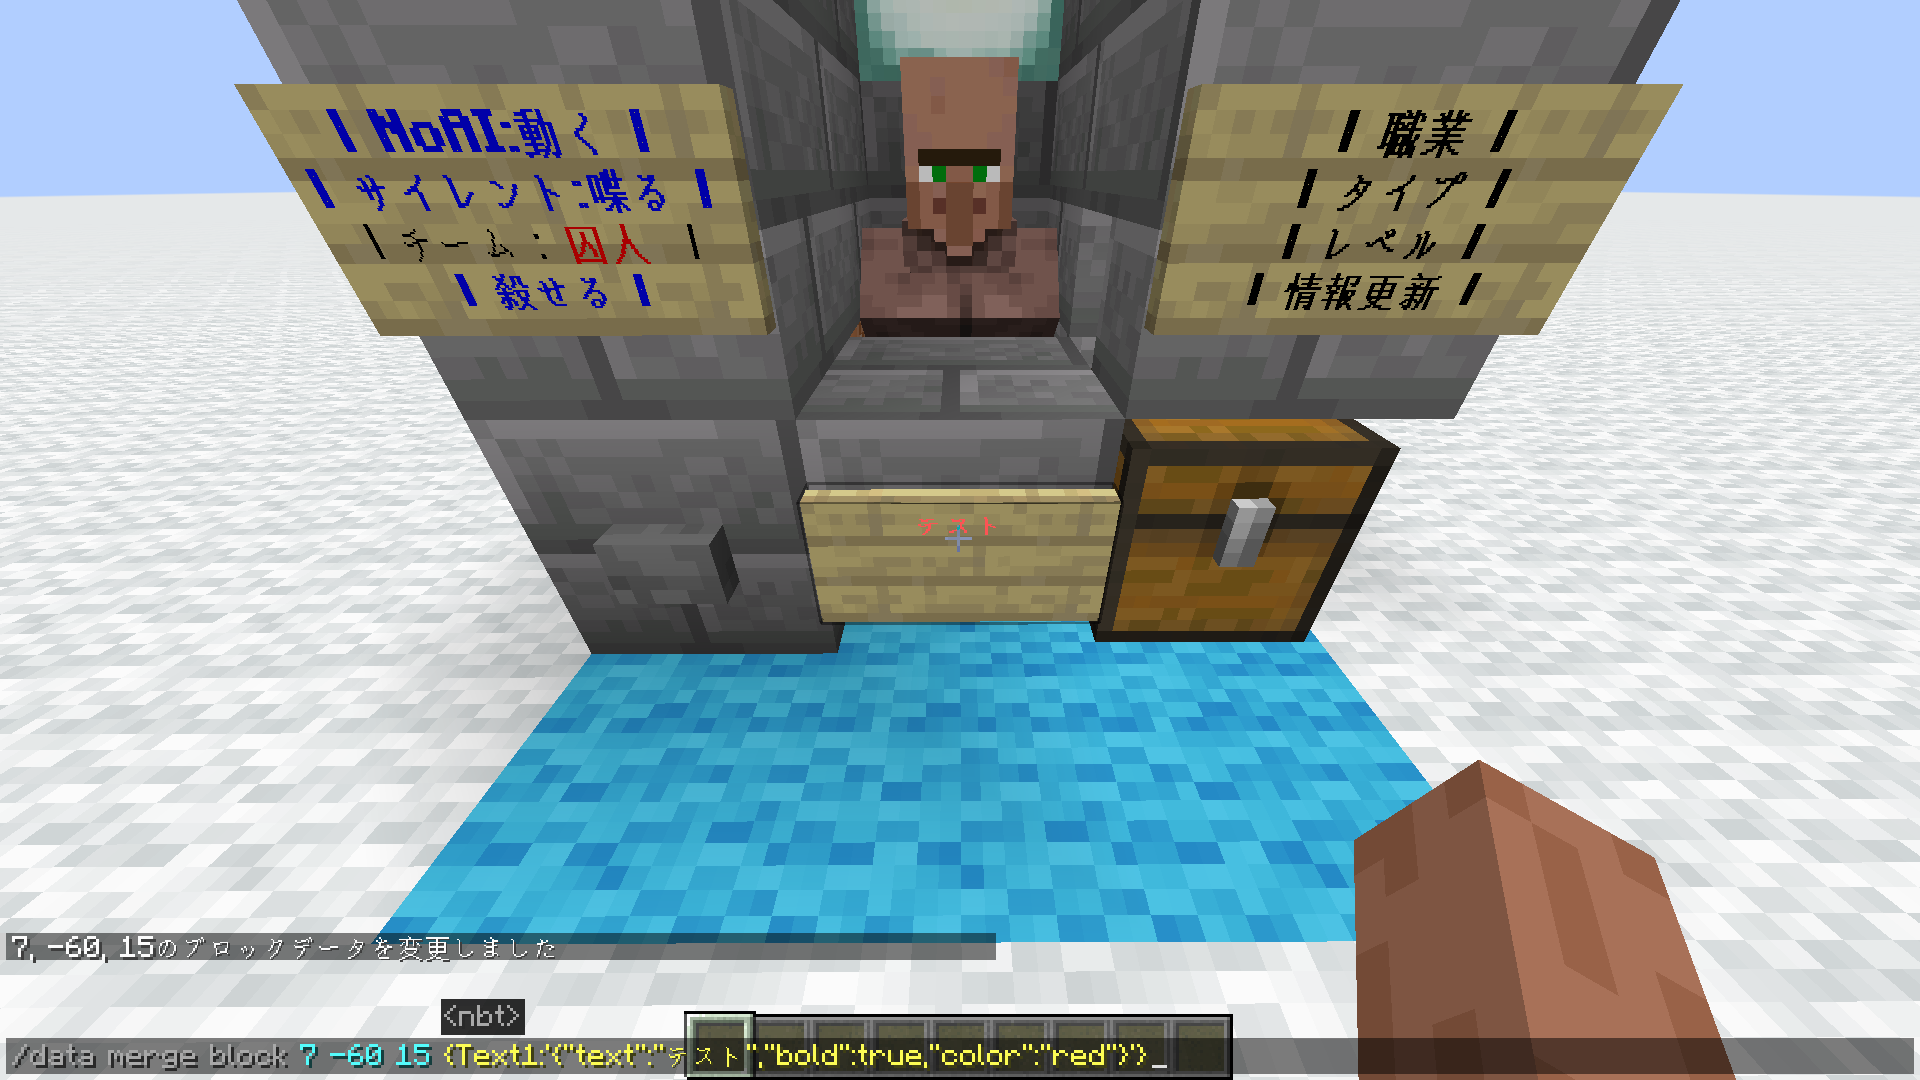 | NoAI:動く |
| サイレント:喋る |
| チーム：囚人 |
| 殺せる |
| 職業 |
| タイプ |
| レベル |
| 情報更新 |
テスト
7, -60, 15のブロックデータを変更しました
<nbt>
/data merge block 7 -60 15 {Text1:'{"text":"テスト","bold":true,"color":"red"}'}_